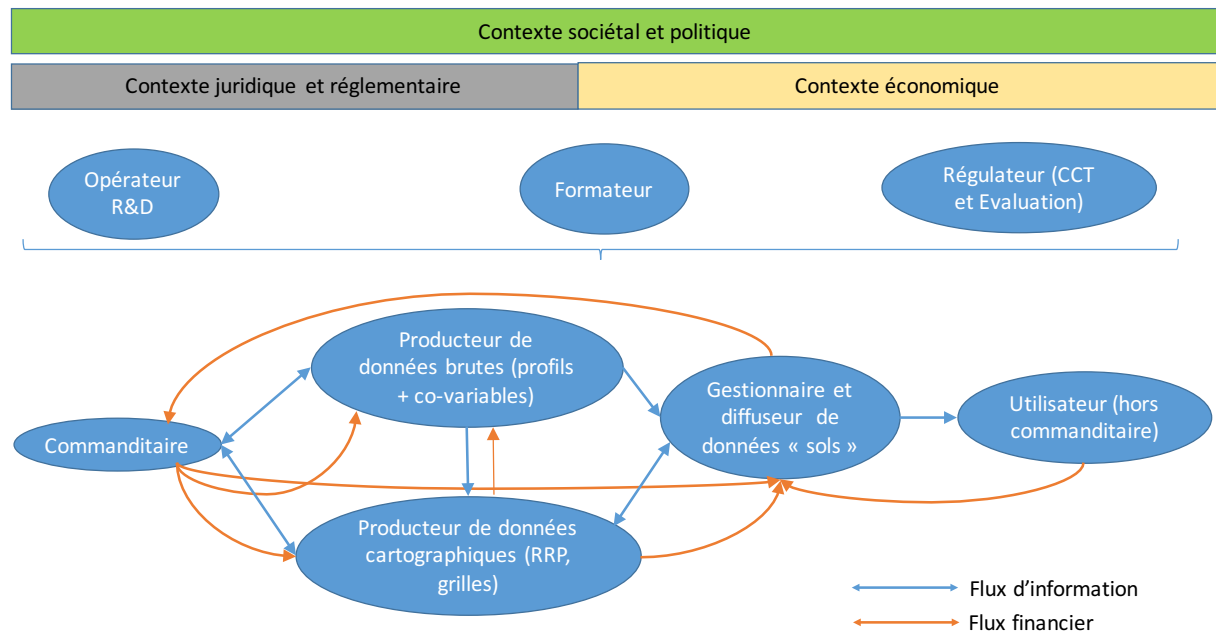 Contexte sociétal et politique
Contexte juridique et réglementaire
Contexte économique
Opérateur
R&D
Formateur
Régulateur (CCT
et Evaluation)
Producteur de
données brutes (profils
+ co-variables)
Gestionnaire et
diffuseur de
données « sols »
Utilisateur (hors
commanditaire)
Commanditaire
Producteur de données
cartographiques (RRP,
grilles)
Flux d’information
Flux financier